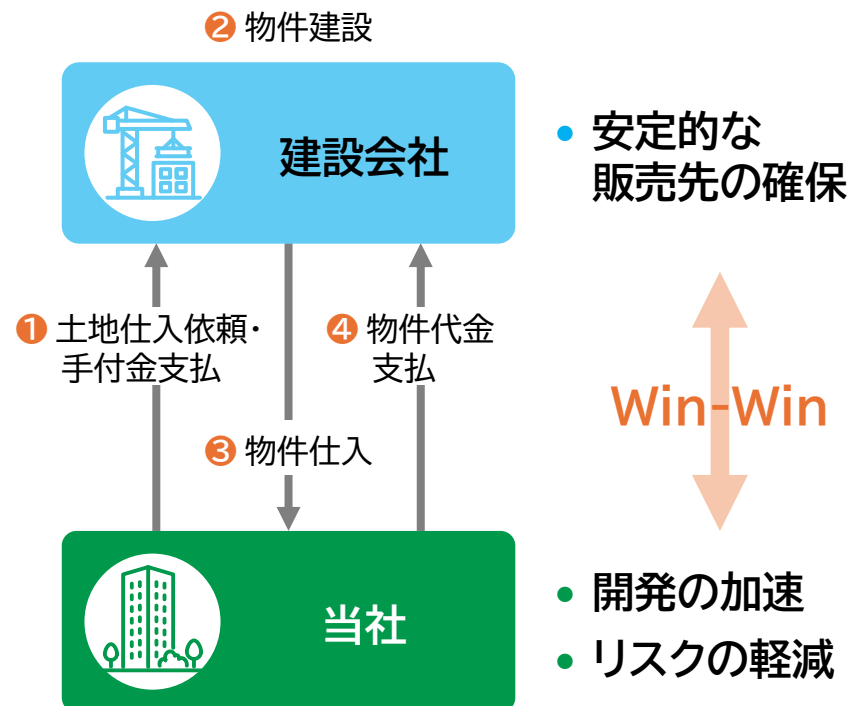 ❷ 物件建設
建設会社
• 安定的な
販売先の確保
❶ 土地仕入依頼・
手付金支払
❹ 物件代金
支払
Win-Win
❸ 物件仕入
当社
• 開発の加速
• リスクの軽減